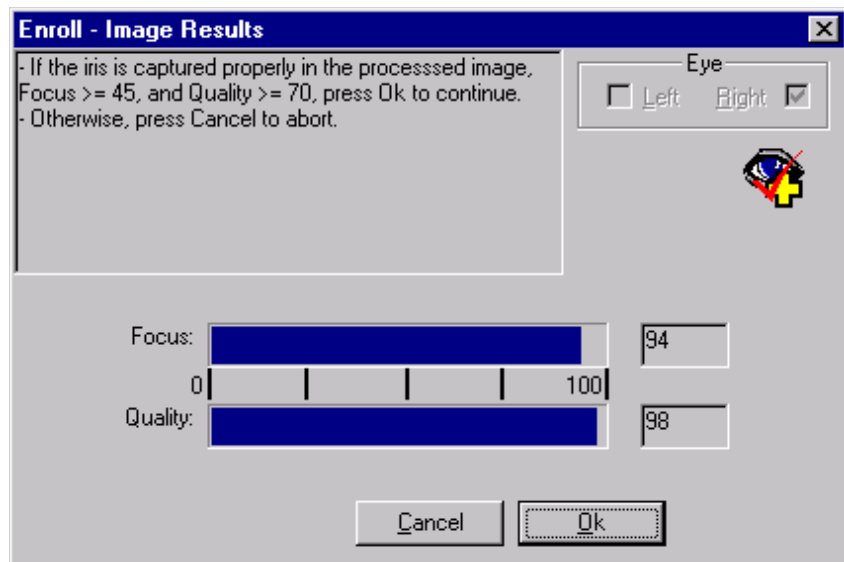 Enroll - Image Results
- If the iris is captured properly in the processsed image,
Focus >= 45, and Quality >= 70, press Ok to continue.
- Otherwise, press Cancel to abort.
Eye
Left Right
Focus: 94
0 100
Quality: 98
Cancel Ok